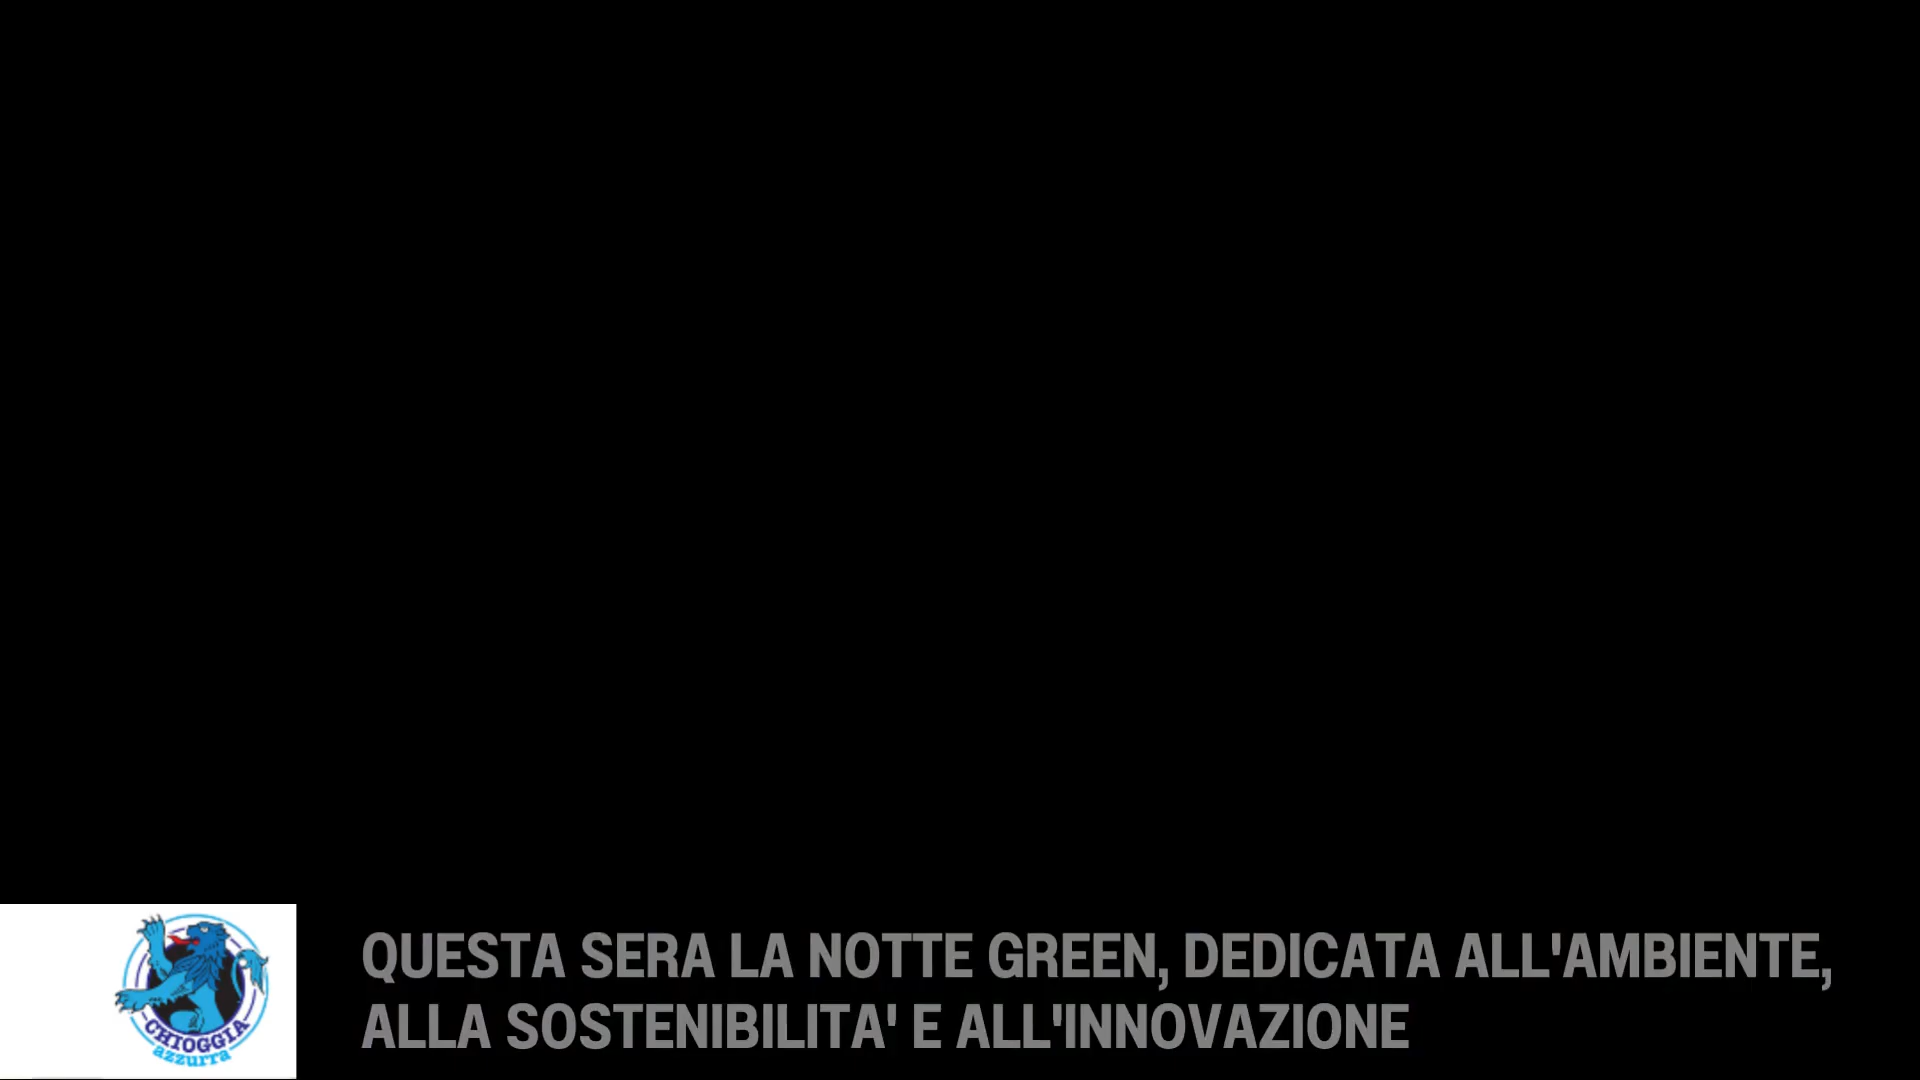 QUESTA SERA LA NOTTE GREEN, DEDICATA ALL'AMBIENTE,
ALLA SOSTENIBILITA' E ALL'INNOVAZIONE
CHIOGGIA
azzurra